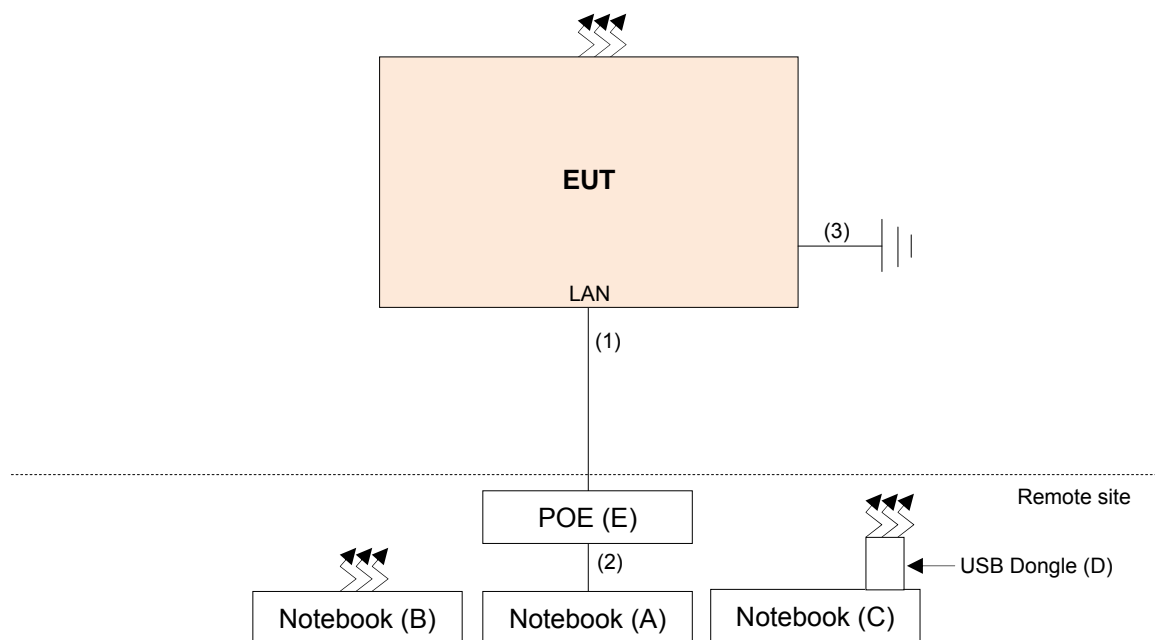 EUT
(3)
LAN
(1)
Remote site
POE (E)
(2)
USB Dongle (D)
Notebook (B)
Notebook (A)
Notebook (C)